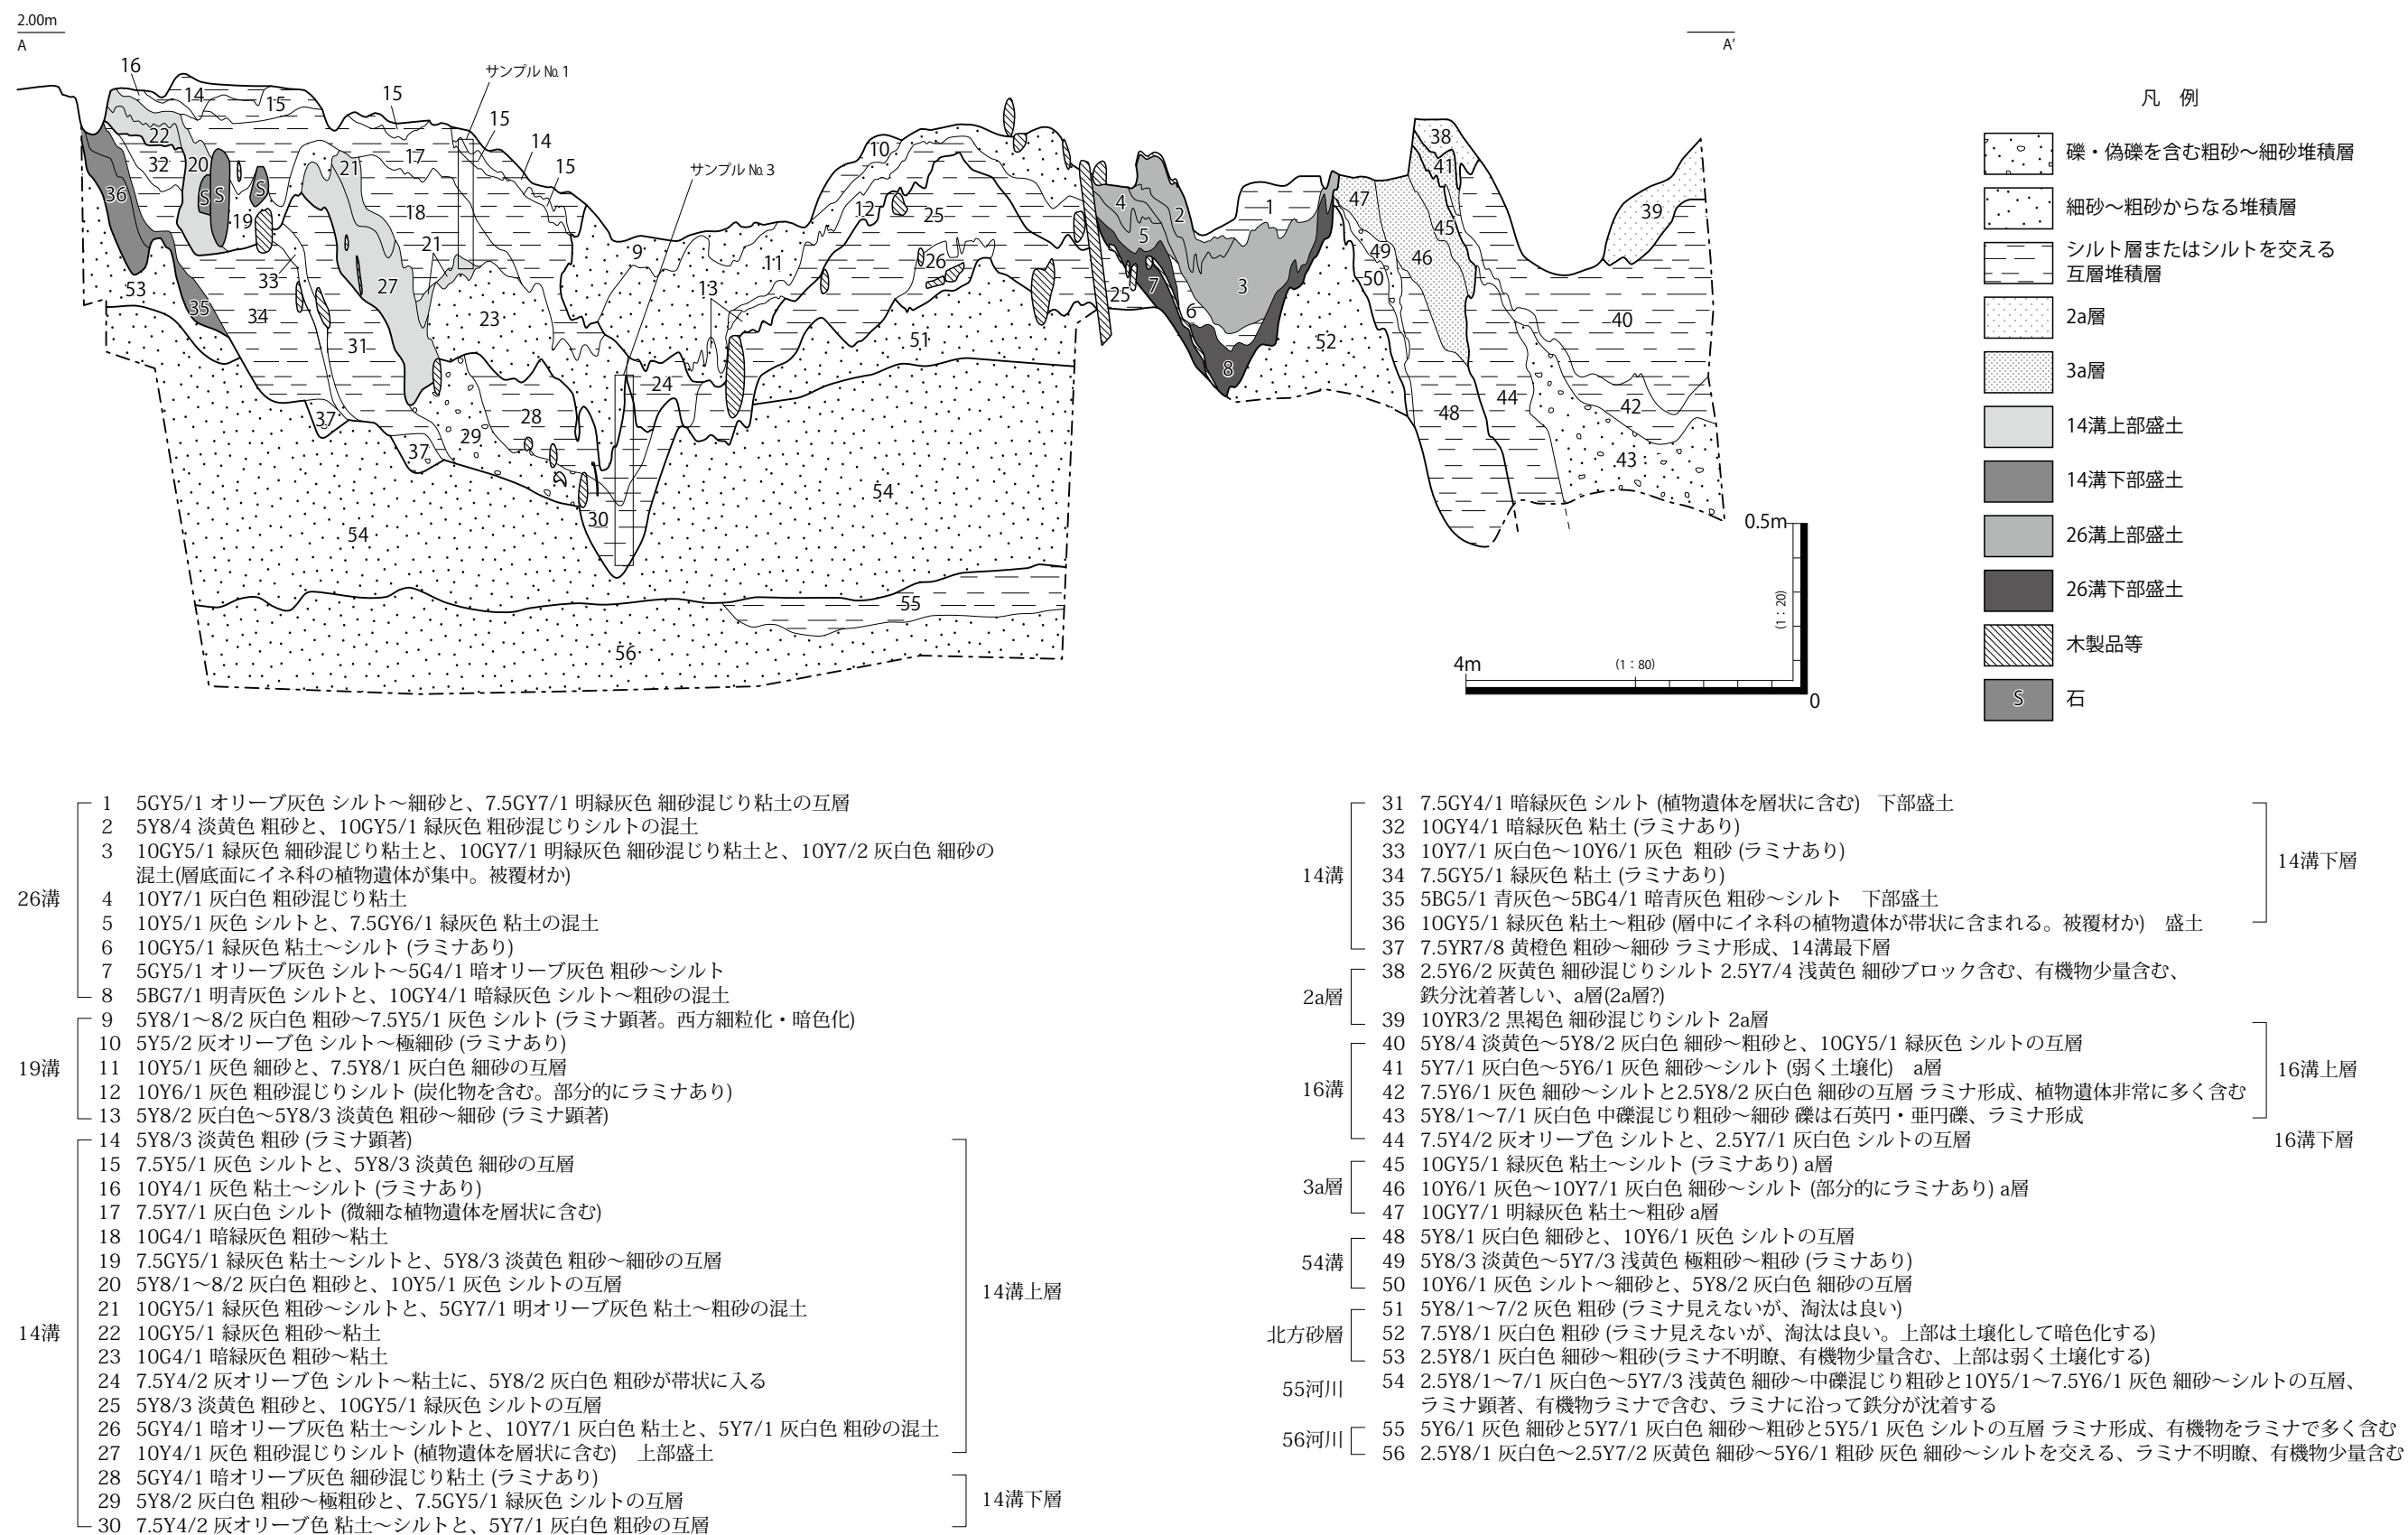 2.00m
A
A'
サンプル№1
サンプル№3
16
14
15
15
15
14
15
22
32
20
S
S
S
36
19
21
17
18
21
33
27
53
35
34
31
23
37
37
29
28
30
24
9
11
13
10
12
25
26
25
51
54
54
55
56
4
5
2
1
7
6
3
8
52
47
49
50
46
38
41
45
48
44
39
40
42
43
0.5m
(1:20)
4m
(1:80)
0
凡 例
礫・偽礫を含む粗砂〜細砂堆積層
細砂〜粗砂からなる堆積層
シルト層またはシルトを交える
互層堆積層
2a層
3a層
14溝上部盛土
14溝下部盛土
26溝上部盛土
26溝下部盛土
木製品等
S 石
26溝
1 5GY5/1 オリーブ灰色 シルト〜細砂と、7.5GY7/1 明緑灰色 細砂混じり粘土の互層
2 5Y8/4 淡黄色 粗砂と、10GY5/1 緑灰色 粗砂混じりシルトの混土
3 10GY5/1 緑灰色 細砂混じり粘土と、10GY7/1 明緑灰色 細砂混じり粘土と、10Y7/2 灰白色 細砂の
混土(層底面にイネ科の植物遺体が集中。被覆材か)
4 10Y7/1 灰白色 粗砂混じり粘土
5 10Y5/1 灰色 シルトと、7.5GY6/1 緑灰色 粘土の混土
6 10GY5/1 緑灰色 粘土〜シルト (ラミナあり)
7 5GY5/1 オリーブ灰色 シルト〜5G4/1 暗オリーブ灰色 粗砂〜シルト
8 5BG7/1 明青灰色 シルトと、10GY4/1 暗緑灰色 シルト〜粗砂の混土
19溝
9 5Y8/1〜8/2 灰白色 粗砂〜7.5Y5/1 灰色 シルト (ラミナ顕著。西方細粒化・暗色化)
10 5Y5/2 灰オリーブ色 シルト〜極細砂 (ラミナあり)
11 10Y5/1 灰色 細砂と、7.5Y8/1 灰白色 細砂の互層
12 10Y6/1 灰色 粗砂混じりシルト (炭化物を含む。部分的にラミナあり)
13 5Y8/2 灰白色〜5Y8/3 淡黄色 粗砂〜細砂 (ラミナ顕著)
14溝
14 5Y8/3 淡黄色 粗砂 (ラミナ顕著)
15 7.5Y5/1 灰色 シルトと、5Y8/3 淡黄色 細砂の互層
16 10Y4/1 灰色 粘土〜シルト (ラミナあり)
17 7.5Y7/1 灰白色 シルト (微細な植物遺体を層状に含む)
18 10G4/1 暗緑灰色 粗砂〜粘土
19 7.5GY5/1 緑灰色 粘土〜シルトと、5Y8/3 淡黄色 粗砂〜細砂の互層
20 5Y8/1〜8/2 灰白色 粗砂と、10Y5/1 灰色 シルトの互層
21 10GY5/1 緑灰色 粗砂〜シルトと、5GY7/1 明オリーブ灰色 粘土〜粗砂の混土
22 10GY5/1 緑灰色 粗砂〜粘土
23 10G4/1 暗緑灰色 粗砂〜粘土
24 7.5Y4/2 灰オリーブ色 シルト〜粘土に、5Y8/2 灰白色 粗砂が帯状に入る
25 5Y8/3 淡黄色 粗砂と、10GY5/1 緑灰色 シルトの互層
26 5GY4/1 暗オリーブ灰色 粘土〜シルトと、10Y7/1 灰白色 粘土と、5Y7/1 灰白色 粗砂の混土
27 10Y4/1 灰色 粗砂混じりシルト (植物遺体を層状に含む) 上部盛土
14溝上層
28 5GY4/1 暗オリーブ灰色 細砂混じり粘土 (ラミナあり)
29 5Y8/2 灰白色 粗砂〜極粗砂と、7.5GY5/1 緑灰色 シルトの互層
30 7.5Y4/2 灰オリーブ色 粘土〜シルトと、5Y7/1 灰白色 粗砂の互層
14溝下層
14溝
31 7.5GY4/1 暗緑灰色 シルト (植物遺体を層状に含む) 下部盛土
32 10GY4/1 暗緑灰色 粘土 (ラミナあり)
33 10Y7/1 灰白色〜10Y6/1 灰色 粗砂 (ラミナあり)
34 7.5GY5/1 緑灰色 粘土 (ラミナあり)
35 5BG5/1 青灰色〜5BG4/1 暗青灰色 粗砂〜シルト 下部盛土
36 10GY5/1 緑灰色 粘土〜粗砂 (層中にイネ科の植物遺体が帯状に含まれる。被覆材か) 盛土
14溝下層
37 7.5YR7/8 黄橙色 粗砂〜細砂 ラミナ形成、14溝最下層
2a層
38 2.5Y6/2 灰黄色 細砂混じりシルト 2.5Y7/4 浅黄色 細砂ブロック含む、有機物少量含む、
鉄分沈着著しい、a層(2a層?)
39 10YR3/2 黒褐色 細砂混じりシルト 2a層
16溝
40 5Y8/4 淡黄色〜5Y8/2 灰白色 細砂〜粗砂と、10GY5/1 緑灰色 シルトの互層
41 5Y7/1 灰白色〜5Y6/1 灰色 細砂〜シルト (弱く土壌化) a層
42 7.5Y6/1 灰色 細砂〜シルトと2.5Y8/2 灰白色 細砂の互層 ラミナ形成、植物遺体非常に多く含む
43 5Y8/1〜7/1 灰白色 中礫混じり粗砂〜細砂 礫は石英円・亜円礫、ラミナ形成
16溝上層
44 7.5Y4/2 灰オリーブ色 シルトと、2.5Y7/1 灰白色 シルトの互層
16溝下層
3a層
45 10GY5/1 緑灰色 粘土〜シルト (ラミナあり) a層
46 10Y6/1 灰色〜10Y7/1 灰白色 細砂〜シルト (部分的にラミナあり) a層
47 10GY7/1 明緑灰色 粘土〜粗砂 a層
54溝
48 5Y8/1 灰白色 細砂と、10Y6/1 灰色 シルトの互層
49 5Y8/3 淡黄色〜5Y7/3 浅黄色 極粗砂〜粗砂 (ラミナあり)
50 10Y6/1 灰色 シルト〜細砂と、5Y8/2 灰白色 細砂の互層
北方砂層
51 5Y8/1〜7/2 灰色 粗砂 (ラミナ見えないが、淘汰は良い)
52 7.5Y8/1 灰白色 粗砂 (ラミナ見えないが、淘汰は良い。上部は土壌化して暗色化する)
53 2.5Y8/1 灰白色 細砂〜粗砂(ラミナ不明瞭、有機物少量含む、上部は弱く土壌化する)
55河川
54 2.5Y8/1〜7/1 灰白色〜5Y7/3 浅黄色 細砂〜中礫混じり粗砂と10Y5/1〜7.5Y6/1 灰色 細砂〜シルトの互層、
ラミナ顕著、有機物ラミナで含む、ラミナに沿って鉄分が沈着する
56河川
55 5Y6/1 灰色 細砂と5Y7/1 灰白色 細砂〜粗砂と5Y5/1 灰色 シルトの互層 ラミナ形成、有機物をラミナで多く含む
56 2.5Y8/1 灰白色〜2.5Y7/2 灰黄色 細砂〜5Y6/1 粗砂 灰色 細砂〜シルトを交える、ラミナ不明瞭、有機物少量含む